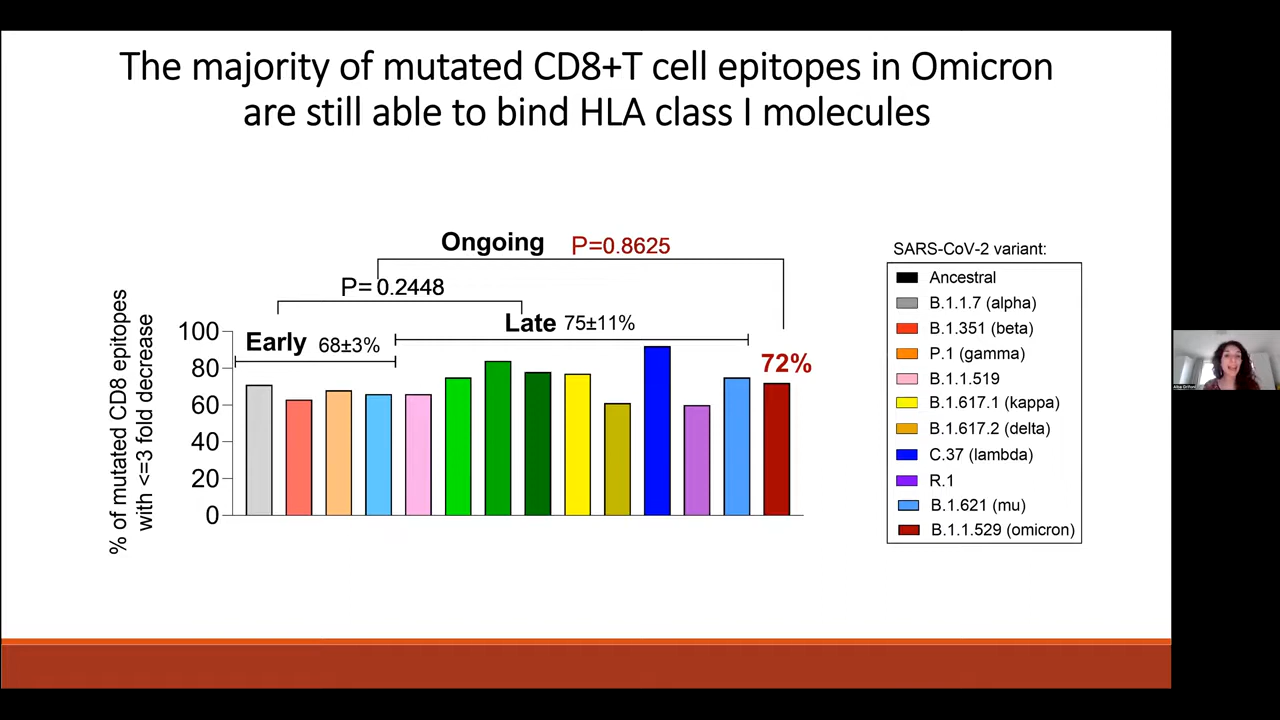 The majority of mutated CD8+T cell epitopes in Omicron
are still able to bind HLA class I molecules
Ongoing P=0.8625
P= 0.2448
Late 75±11%
Early 68±3%
72%
% of mutated CD8 epitopes
with <=3 fold decrease
100
80
60
40
20
0
SARS-CoV-2 variant:
Ancestral
B.1.1.7 (alpha)
B.1.351 (beta)
P.1 (gamma)
B.1.1.519
B.1.617.1 (kappa)
B.1.617.2 (delta)
C.37 (lambda)
R.1
B.1.621 (mu)
B.1.1.529 (omicron)